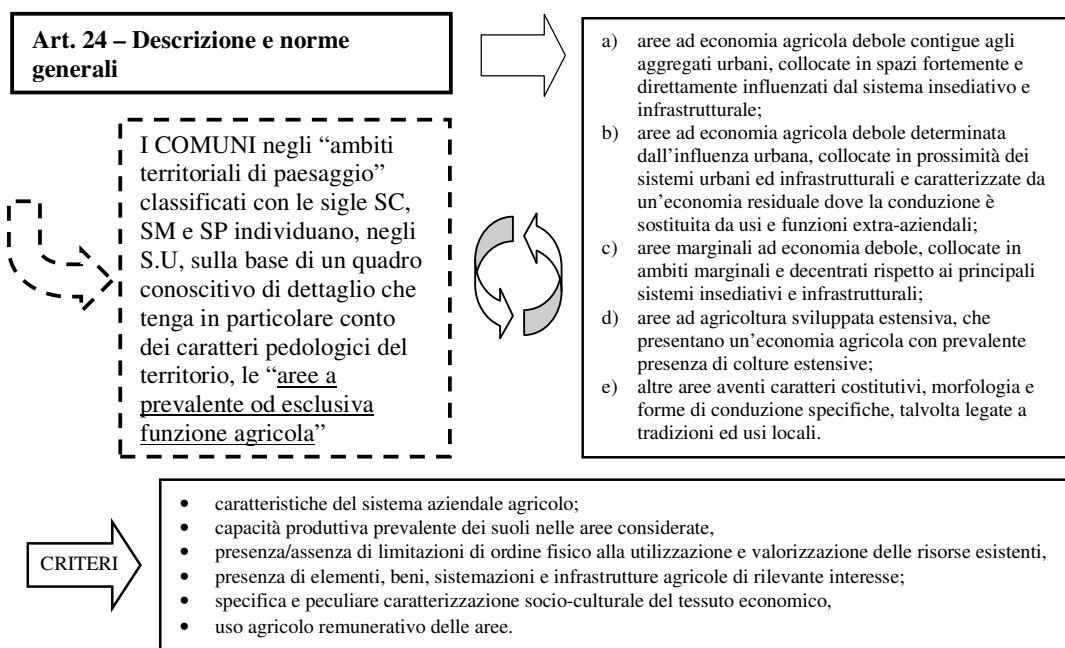 Art. 24 – Descrizione e norme
generali
I COMUNI negli “ambiti
territoriali di paesaggio”
classificati con le sigle SC,
SM e SP individuano, negli
S.U, sulla base di un quadro
conoscitivo di dettaglio che
tenga in particolare conto
dei caratteri pedologici del
territorio, le “aree a
prevalente od esclusiva
funzione agricola”
a) aree ad economia agricola debole contigue agli
aggregati urbani, collocate in spazi fortemente e
direttamente influenzati dal sistema insediativo e
infrastrutturale;
b) aree ad economia agricola debole determinata
dall’influenza urbana, collocate in prossimità dei
sistemi urbani ed infrastrutturali e caratterizzate da
un’economia residuale dove la conduzione è
sostituita da usi e funzioni extra-aziendali;
c) aree marginali ad economia debole, collocate in
ambiti marginali e decentrati rispetto ai principali
sistemi insediativi e infrastrutturali;
d) aree ad agricoltura sviluppata estensiva, che
presentano un’economia agricola con prevalente
presenza di colture estensive;
e) altre aree aventi caratteri costitutivi, morfologia e
forme di conduzione specifiche, talvolta legate a
tradizioni ed usi locali.
CRITERI
• caratteristiche del sistema aziendale agricolo;
• capacità produttiva prevalente dei suoli nelle aree considerate,
• presenza/assenza di limitazioni di ordine fisico alla utilizzazione e valorizzazione delle risorse esistenti,
• presenza di elementi, beni, sistemazioni e infrastrutture agricole di rilevante interesse;
• specifica e peculiare caratterizzazione socio-culturale del tessuto economico,
• uso agricolo remunerativo delle aree.